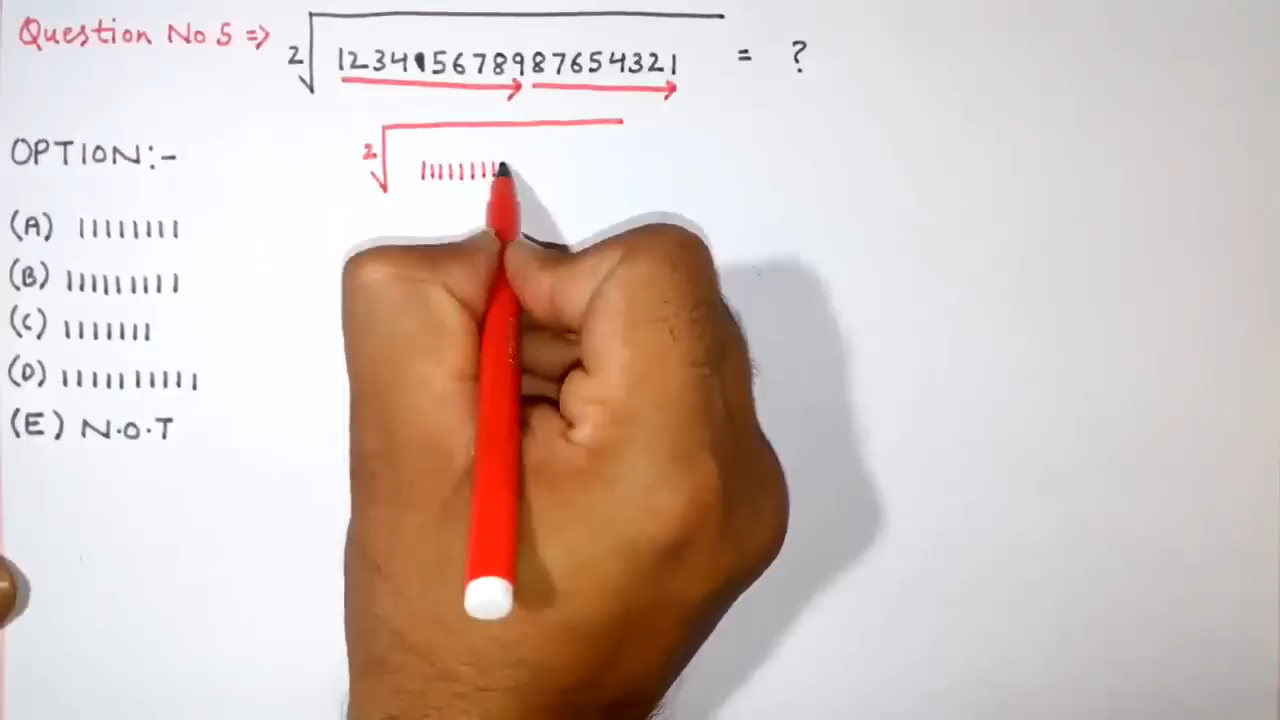 Question No 5 =>
2√12345678987654321 = ?
2√11111111
OPTION:-
(A) 11111111
(B) 111111111
(C) 1111111
(D) 1111111111
(E) N.O.T